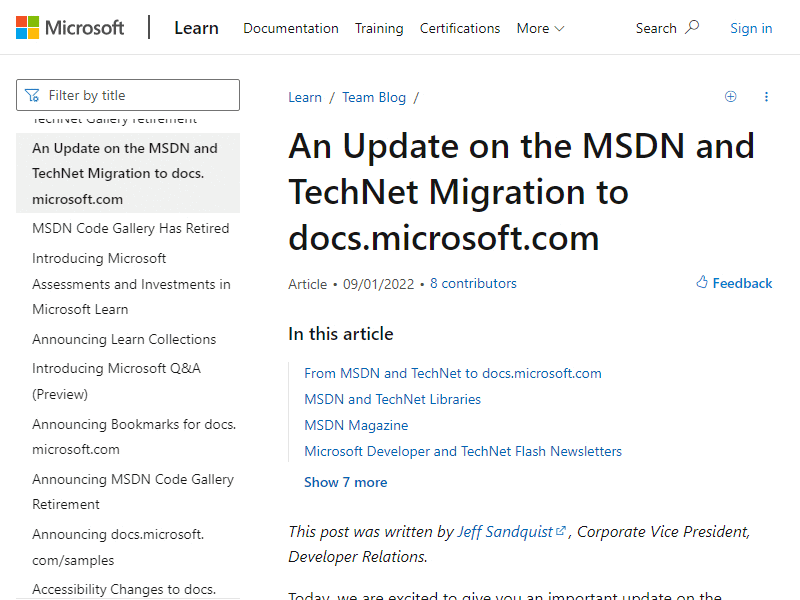 Microsoft Learn Documentation Training Certifications More Search Sign in
Filter by title
TechNet Gallery retirement
An Update on the MSDN and
TechNet Migration to docs.
microsoft.com
MSDN Code Gallery Has Retired
Introducing Microsoft
Assessments and Investments in
Microsoft Learn
Announcing Learn Collections
Introducing Microsoft Q&A
(Preview)
Announcing Bookmarks for docs.
microsoft.com
Announcing MSDN Code Gallery
Retirement
Announcing docs.microsoft.
com/samples
Accessibility Changes to docs.
Learn / Team Blog /
An Update on the MSDN and
TechNet Migration to
docs.microsoft.com
Article • 09/01/2022 • 8 contributors
Feedback
In this article
From MSDN and TechNet to docs.microsoft.com
MSDN and TechNet Libraries
MSDN Magazine
Microsoft Developer and TechNet Flash Newsletters
Show 7 more
This post was written by Jeff Sandquist, Corporate Vice President,
Developer Relations.
Today, we are excited to give you an important update on the